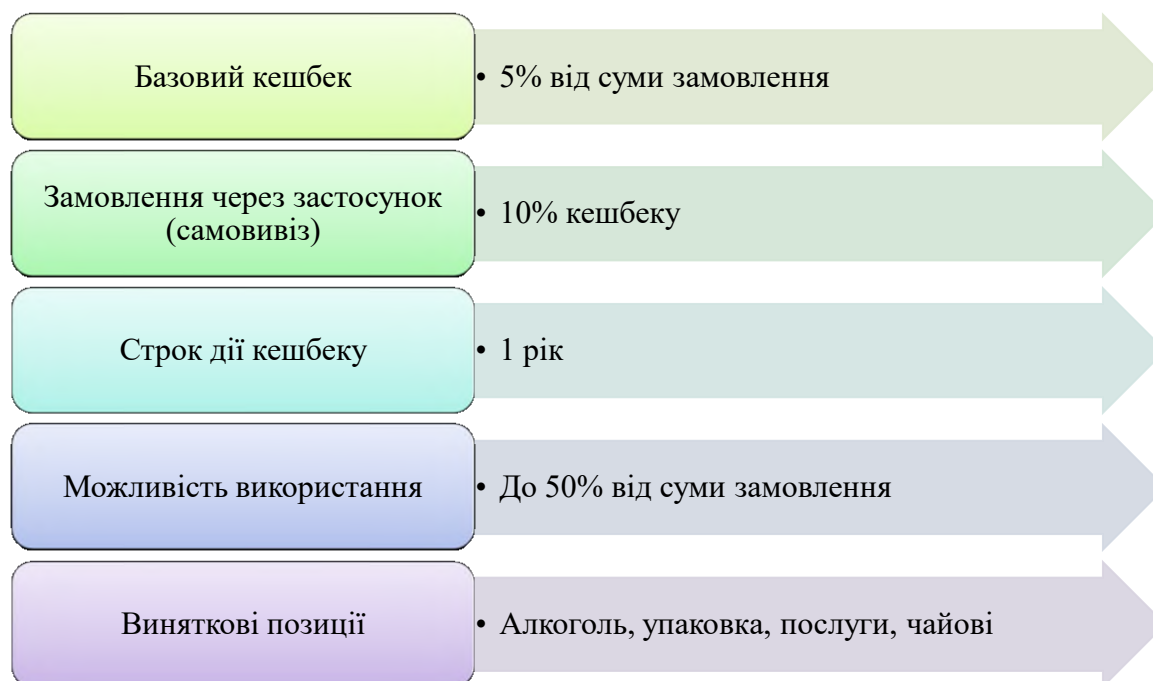 Базовий кешбек
• 5% від суми замовлення
Замовлення через застосунок
(самовивіз)
• 10% кешбеку
Строк дії кешбеку
• 1 рік
Можливість використання
• До 50% від суми замовлення
Виняткові позиції
• Алкоголь, упаковка, послуги, чайові